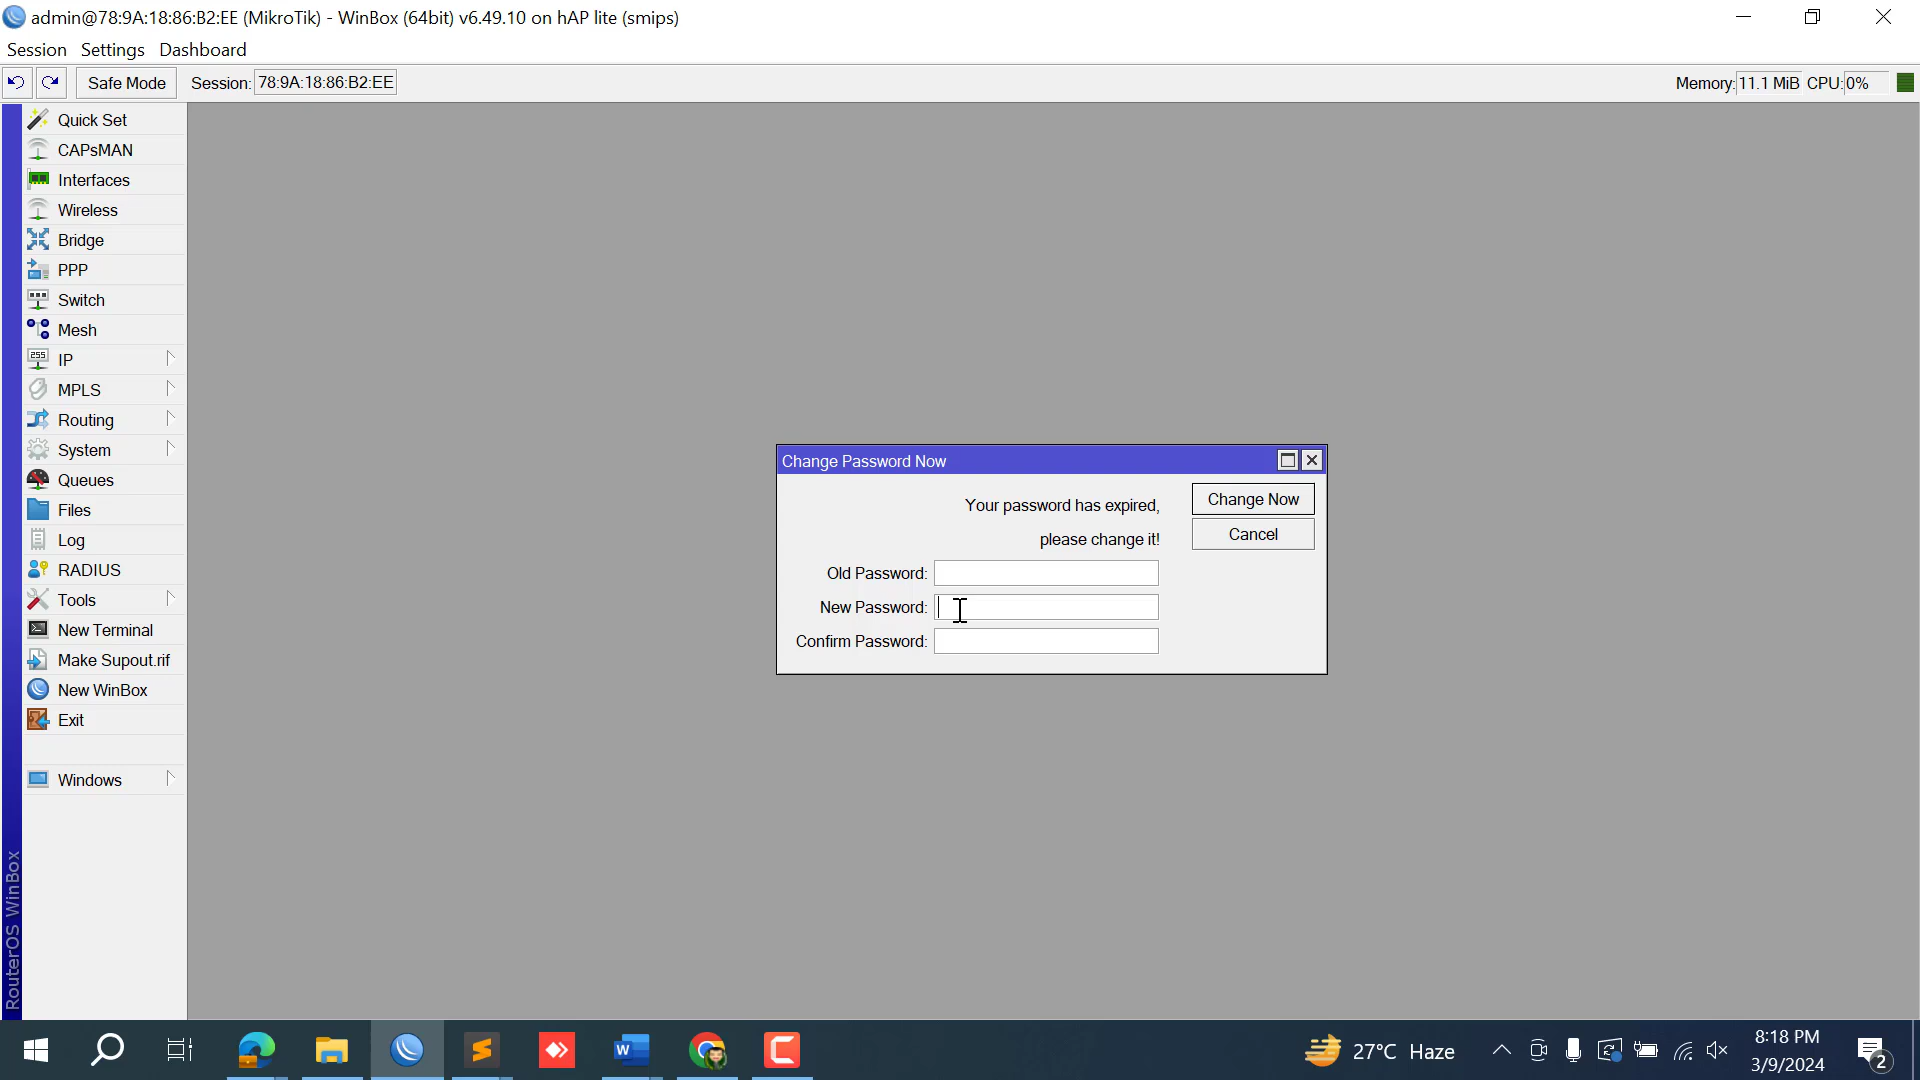 admin@78:9A:18:86:B2:EE (MikroTik) - WinBox (64bit) v6.49.10 on hAP lite (smips)
Session Settings Dashboard
Safe Mode Session: 78:9A:18:86:B2:EE Memory: 11.1 MiB CPU: 0%
Quick Set
CAPsMAN
Interfaces
Wireless
Bridge
PPP
Switch
Mesh
IP
MPLS
Routing
System
Queues
Files
Log
RADIUS
Tools
New Terminal
Make Supout.rif
New WinBox
Exit
Windows
RouterOS WinBox
Change Password Now
Your password has expired,
please change it!
Change Now
Cancel
Old Password:
New Password:
Confirm Password:
27°C Haze
8:18 PM
3/9/2024
2